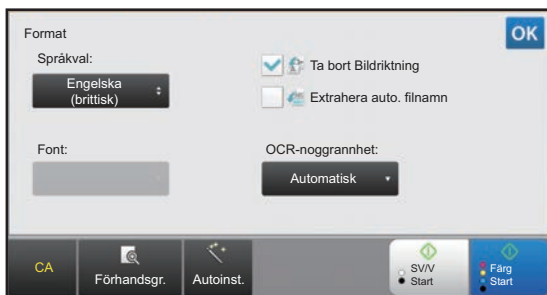 Format
OK
Språkval:
Engelska
(brittisk)
Ta bort Bildriktning
Extrahera auto. filnamn
Font:
OCR-noggrannhet:
Automatisk
CA
Förhandsgr.
Autoinst.
SV/V
Start
Färg
Start